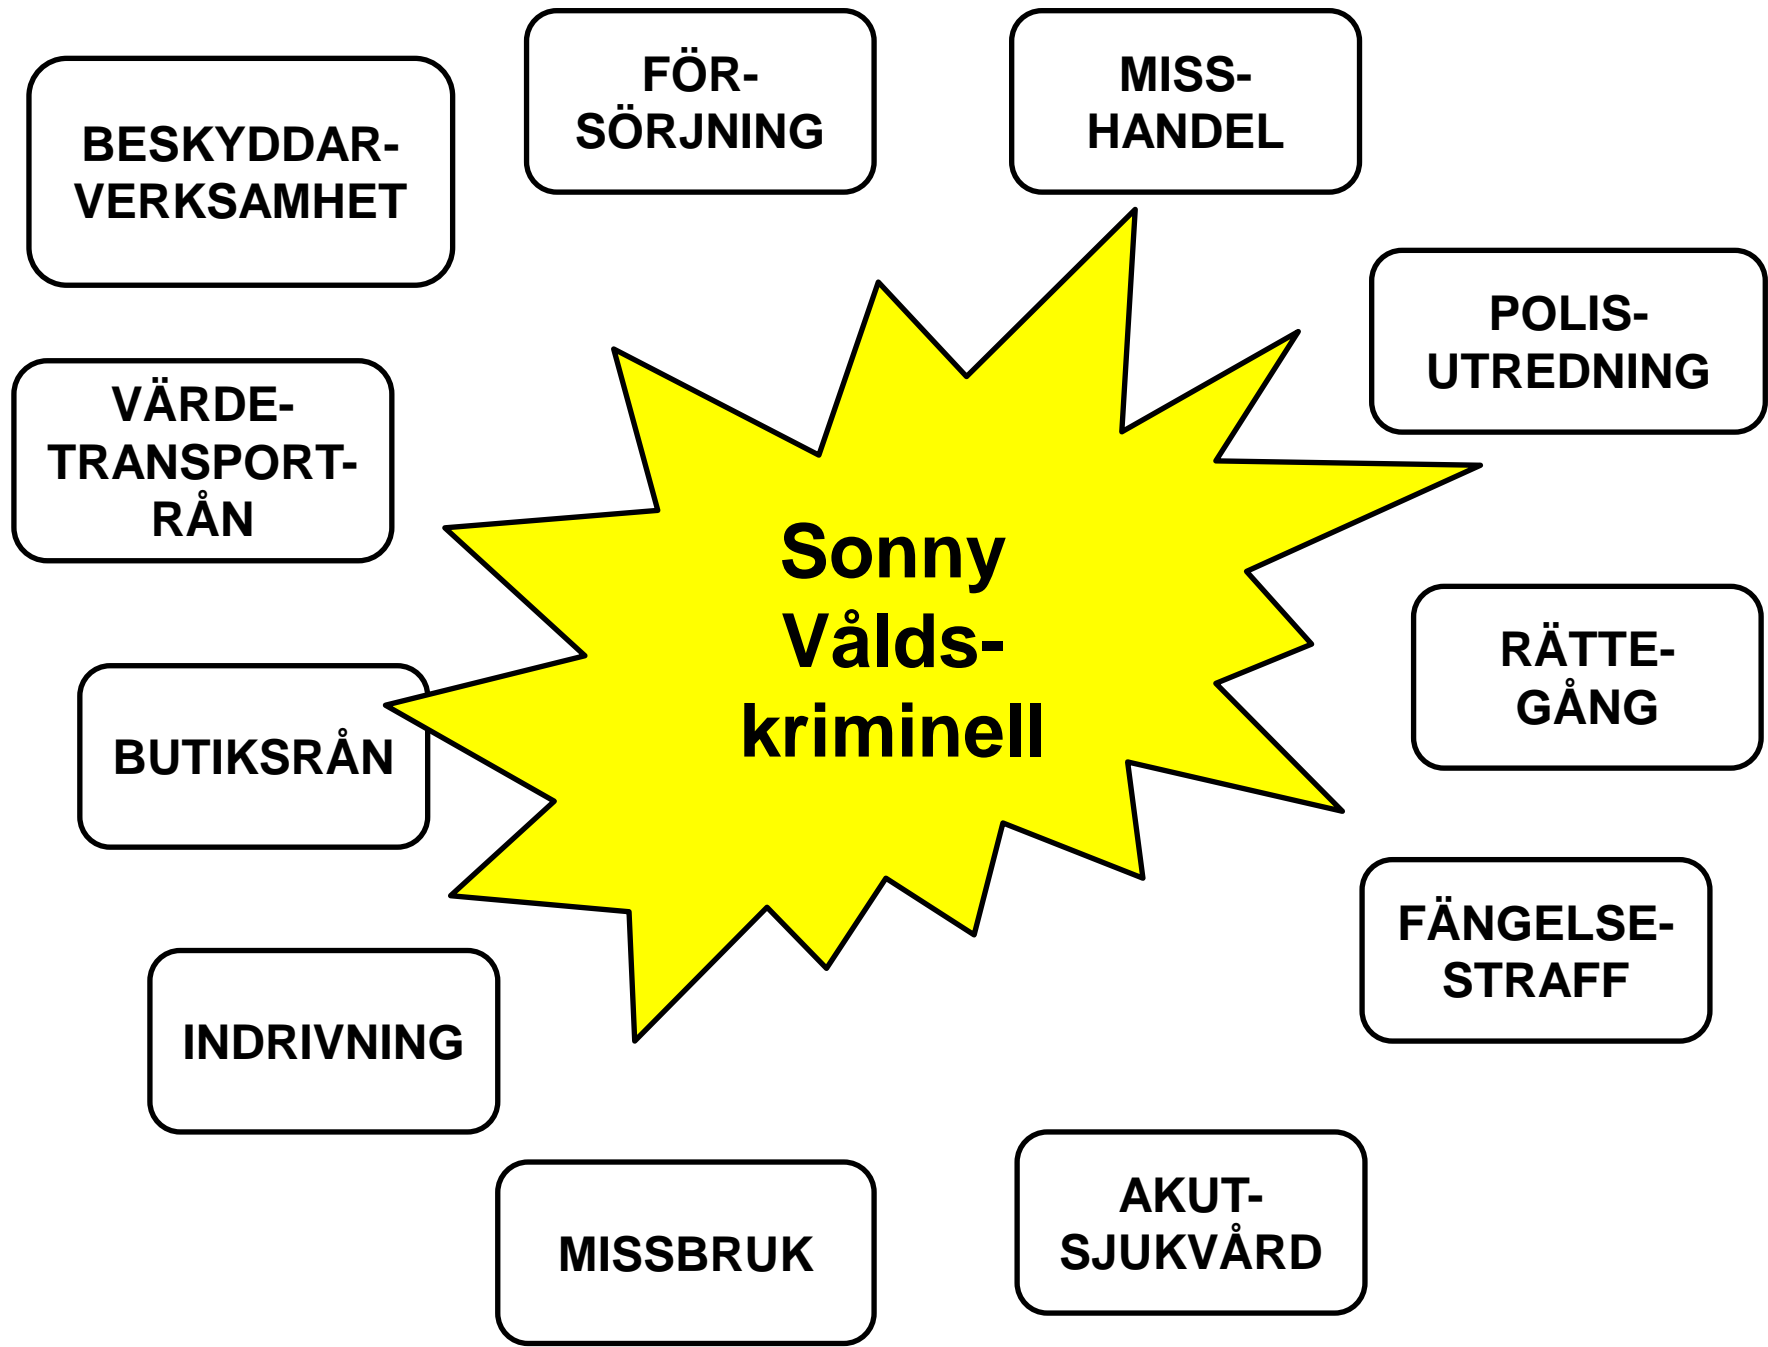 FÖR-
SÖRJNING
MISS-
HANDEL
BESKYDDAR-
VERKSAMHET
POLIS-
UTREDNING
VÄRDE-
TRANSPORT-
RÅN
Sonny
Vålds-
kriminell
RÄTTE-
GÅNG
BUTIKSRÅN
FÄNGELSE-
STRAFF
INDRIVNING
AKUT-
SJUKVÅRD
MISSBRUK